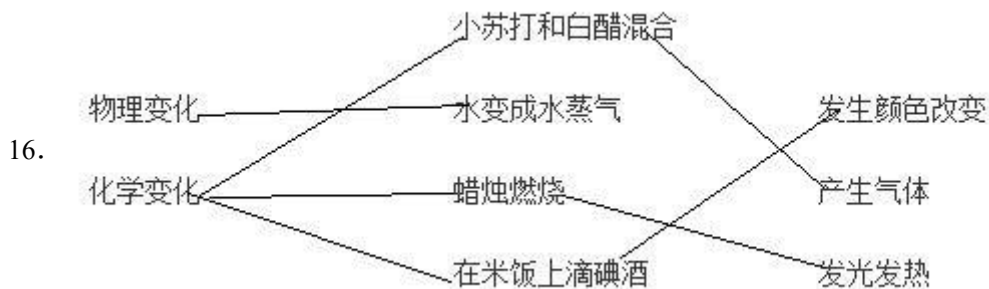 小苏打和白醋混合
物理变化 水变成水蒸气 发生颜色改变
16.
化学变化 蜡烛燃烧 产生气体
在米饭上滴碘酒 发光发热